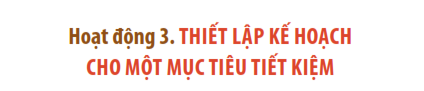 Hoạt động 3. THIẾT LẬP KẾ HOẠCH
CHO MỘT MỤC TIÊU TIẾT KIỆM